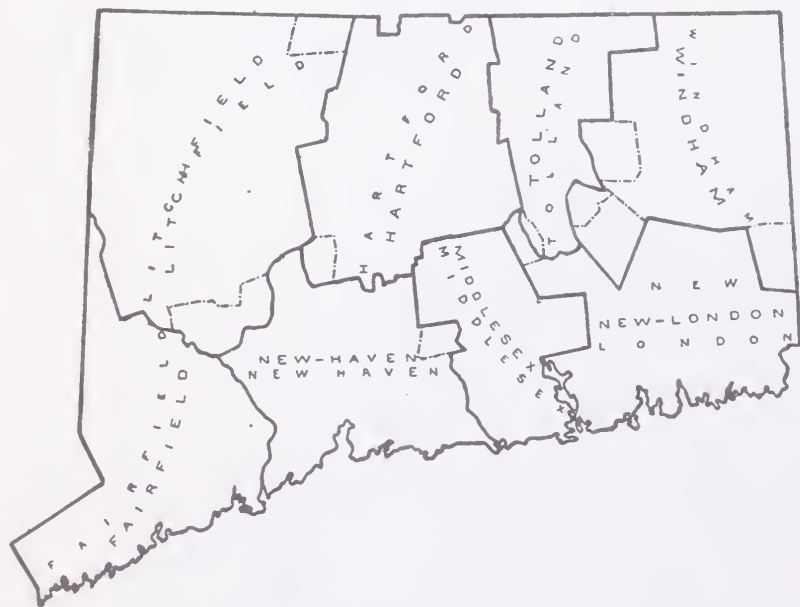 LITCHFIELD
LITCHFIELD
HARTFORD
HARTFORD
TOLLAND
TOLLAND
WINDHAM
WINDHAM
MIDDLESEX
MIDDLESEX
NEW
NEW-LONDON
LONDON
NEW-HAVEN
NEW HAVEN
FAIRFIELD
FAIRFIELD